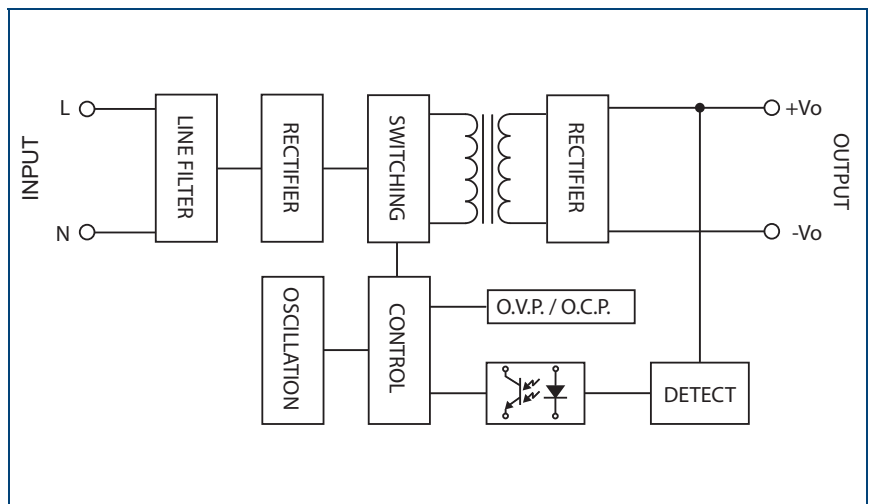 INPUT
L
N
LINE FILTER
RECTIFIER
SWITCHING
RECTIFIER
+Vo
-Vo
OUTPUT
OSCILLATION
CONTROL
O.V.P. / O.C.P.
DETECT